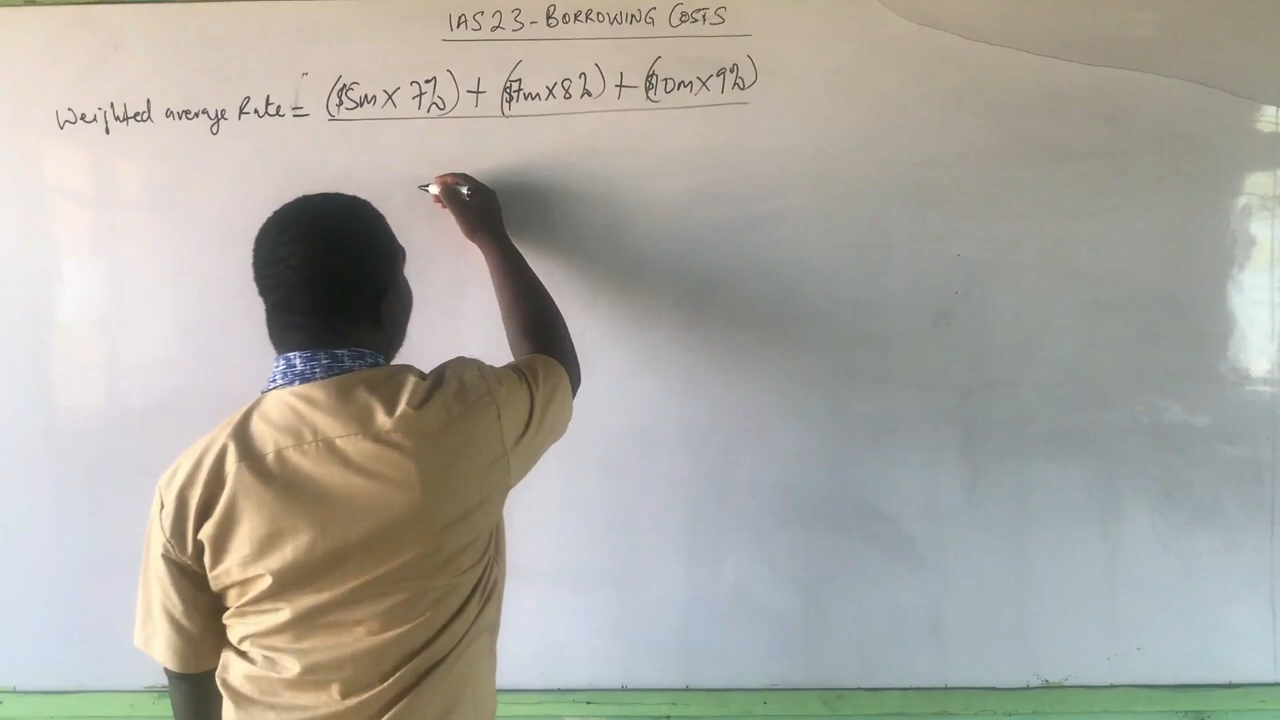 IAS 23 - BORROWING COSTS
Weighted average Rate = ($5m x 7%) + ($7m x 8%) + ($10m x 9%)